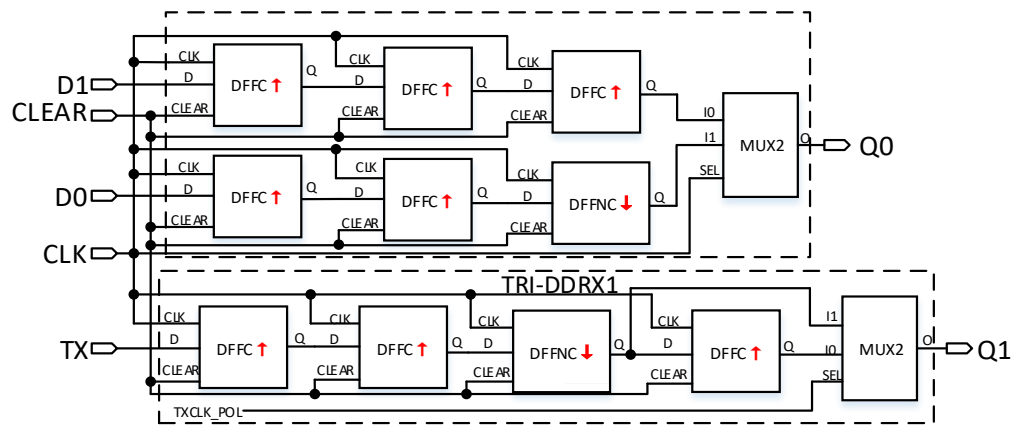 CLK
D
CLEAR
DFFC
Q
CLK
D
CLEAR
DFFC
Q
CLK
D
CLEAR
DFFC
Q
I0
I1
SEL
MUX2
O
Q0
D1
CLEAR
CLK
D
CLEAR
DFFC
Q
CLK
D
CLEAR
DFFC
Q
CLK
D
CLEAR
DFFNC
Q
D0
CLK
TRI-DDRX1
CLK
D
CLEAR
DFFC
Q
CLK
D
CLEAR
DFFC
Q
CLK
D
CLEAR
DFFNC
Q
CLK
D
CLEAR
DFFC
Q
I1
I0
SEL
MUX2
O
Q1
TX
TXCLK_POL